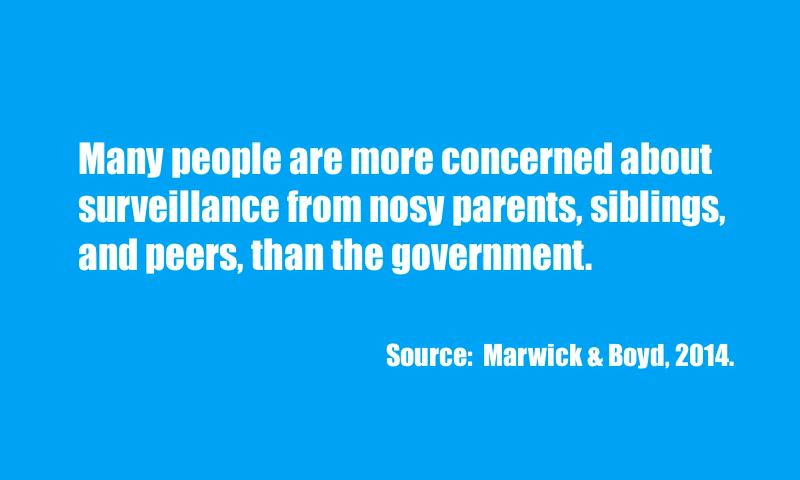 Many people are more concerned about
surveillance from nosy parents, siblings,
and peers, than the government.
Source:  Marwick & Boyd, 2014.